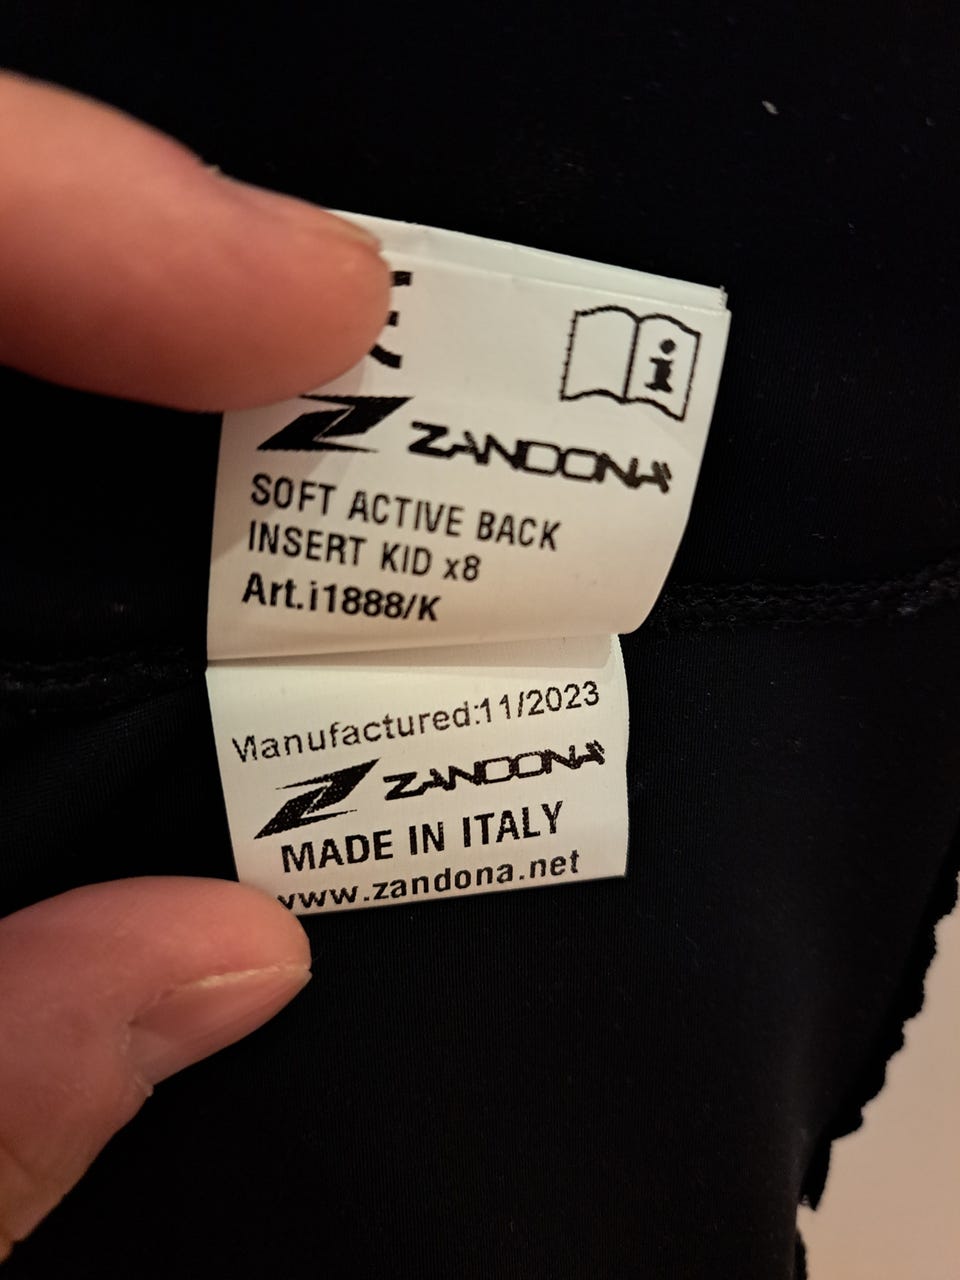 ZANDONA
SOFT ACTIVE BACK
INSERT KID x8
Art.i1888/K
Manufactured:11/2023
ZANDONA
MADE IN ITALY
www.zandona.net